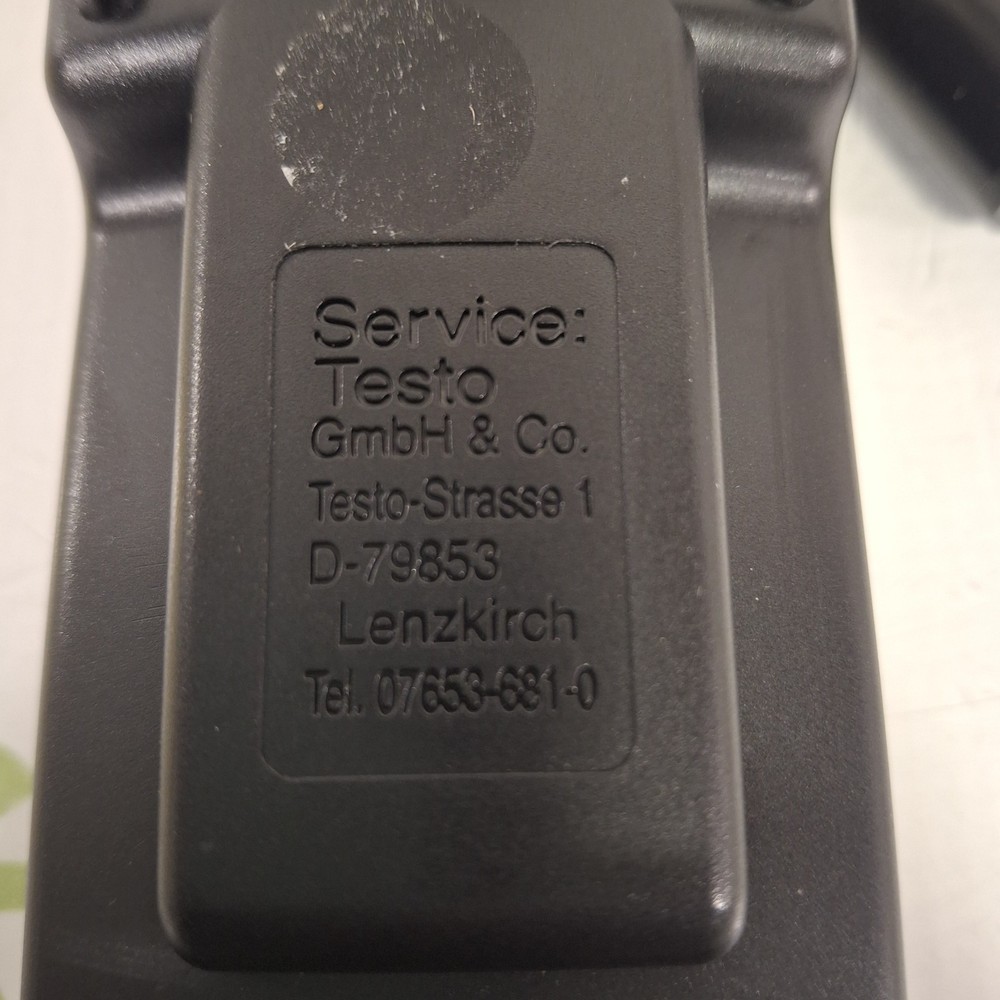 Service:
Testo
GmbH & Co.
Testo-Strasse 1
D-79853
Lenzkirch
Tel. 07653-681-0